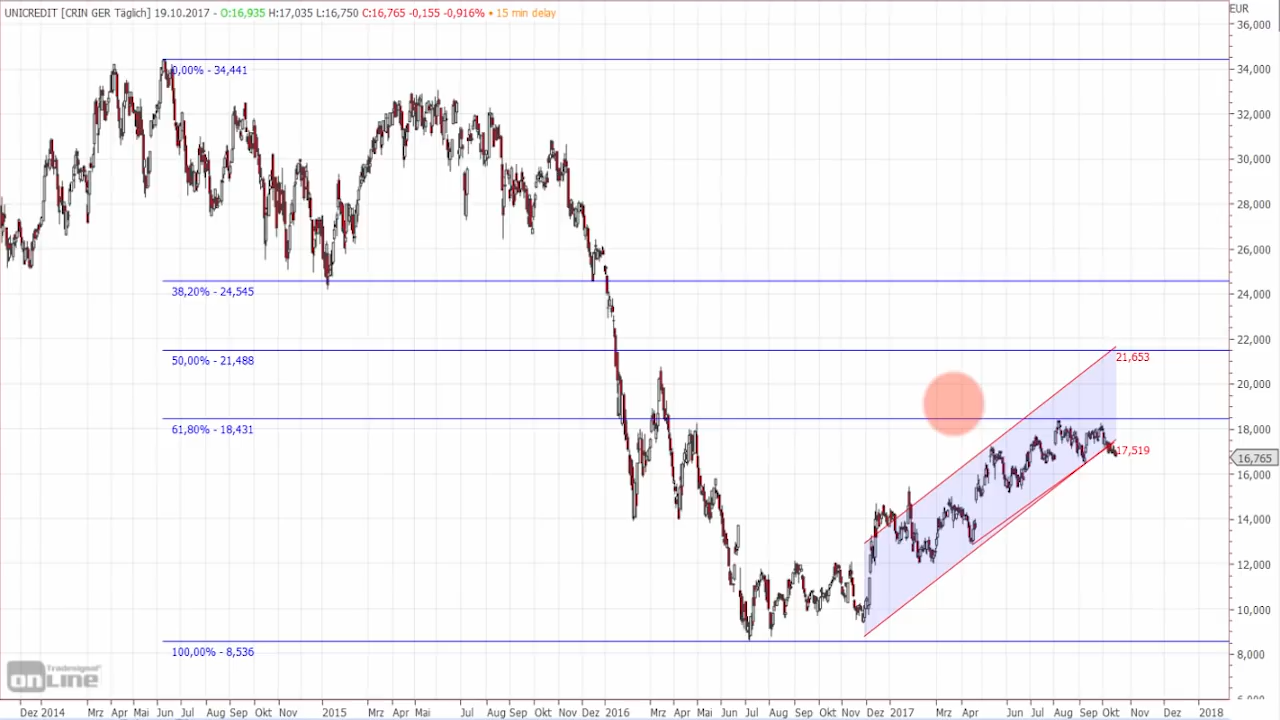 UNICREDIT [CRIN GER Täglich] 19.10.2017 - O:16,935 H:17,035 L:16,750 C:16,765 -0,155 -0,916% • 15 min delay
EUR
36,000
34,000
32,000
30,000
28,000
26,000
24,000
22,000
20,000
18,000
16,765
16,000
14,000
12,000
10,000
8,000
6,000
0,00% - 34,441
38,20% - 24,545
50,00% - 21,488
61,80% - 18,431
100,00% - 8,536
21,653
17,519
Tradesignal
onLine
Dez 2014 Mrz Apr Mai Jun Jul Aug Sep Okt Nov 2015 Mrz Apr Mai Jul Aug Sep Okt Nov Dez 2016 Mrz Apr Jun Jul Aug Sep Okt Nov Dez 2017 Mrz Apr Jun Jul Aug Sep Okt Nov Dez 2018